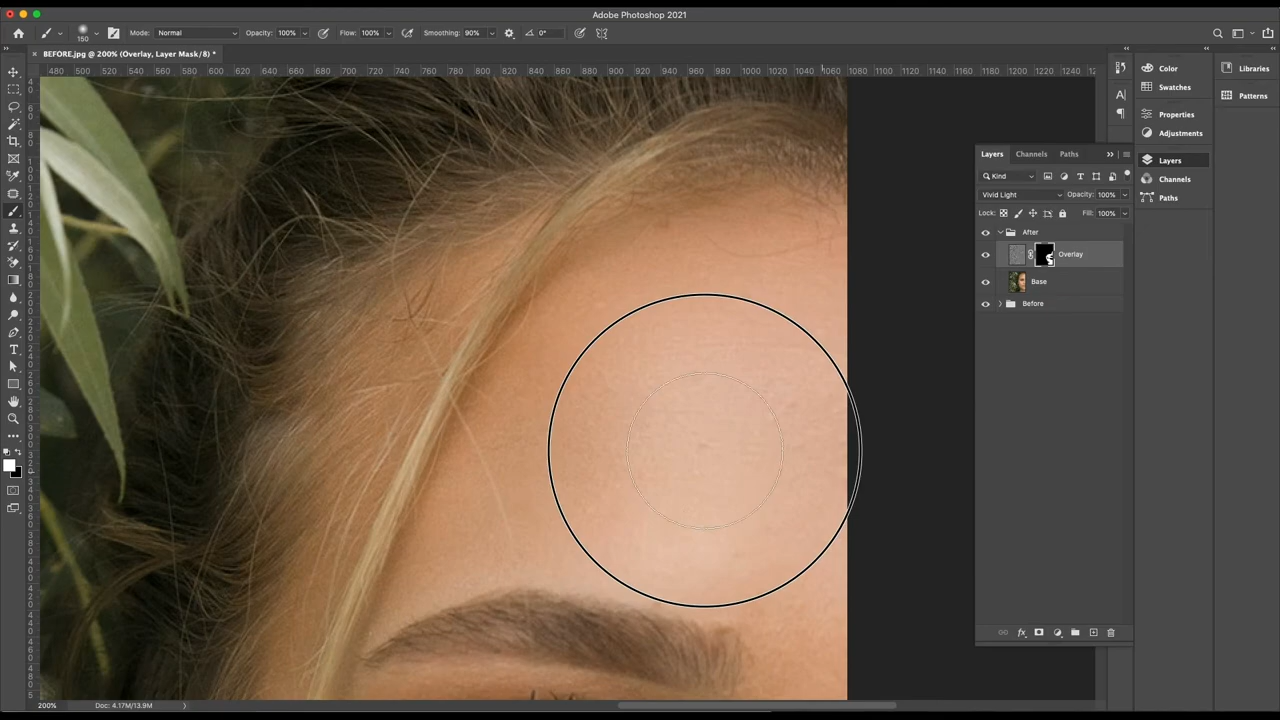 Adobe Photoshop 2021
150 Mode: Normal Opacity: 100% Flow: 100% Smoothing: 90% 0°
BEFORE.jpg @ 200% (Overlay, Layer Mask/8) *
480 500 520 540 560 580 600 620 640 660 680 700 720 740 760 780 800 820 840 860 880 900 920 940 960 980 1000 1020 1040 1060 1080 1100 1120 1140 1160 1180 1200 1220 1240
Color
Swatches
Properties
Adjustments
Layers
Channels
Paths
Libraries
Patterns
Layers Channels Paths
Kind
Vivid Light Opacity: 100%
Lock: Fill: 100%
After
Overlay
Base
Before
200% Doc: 4.17M/13.9M